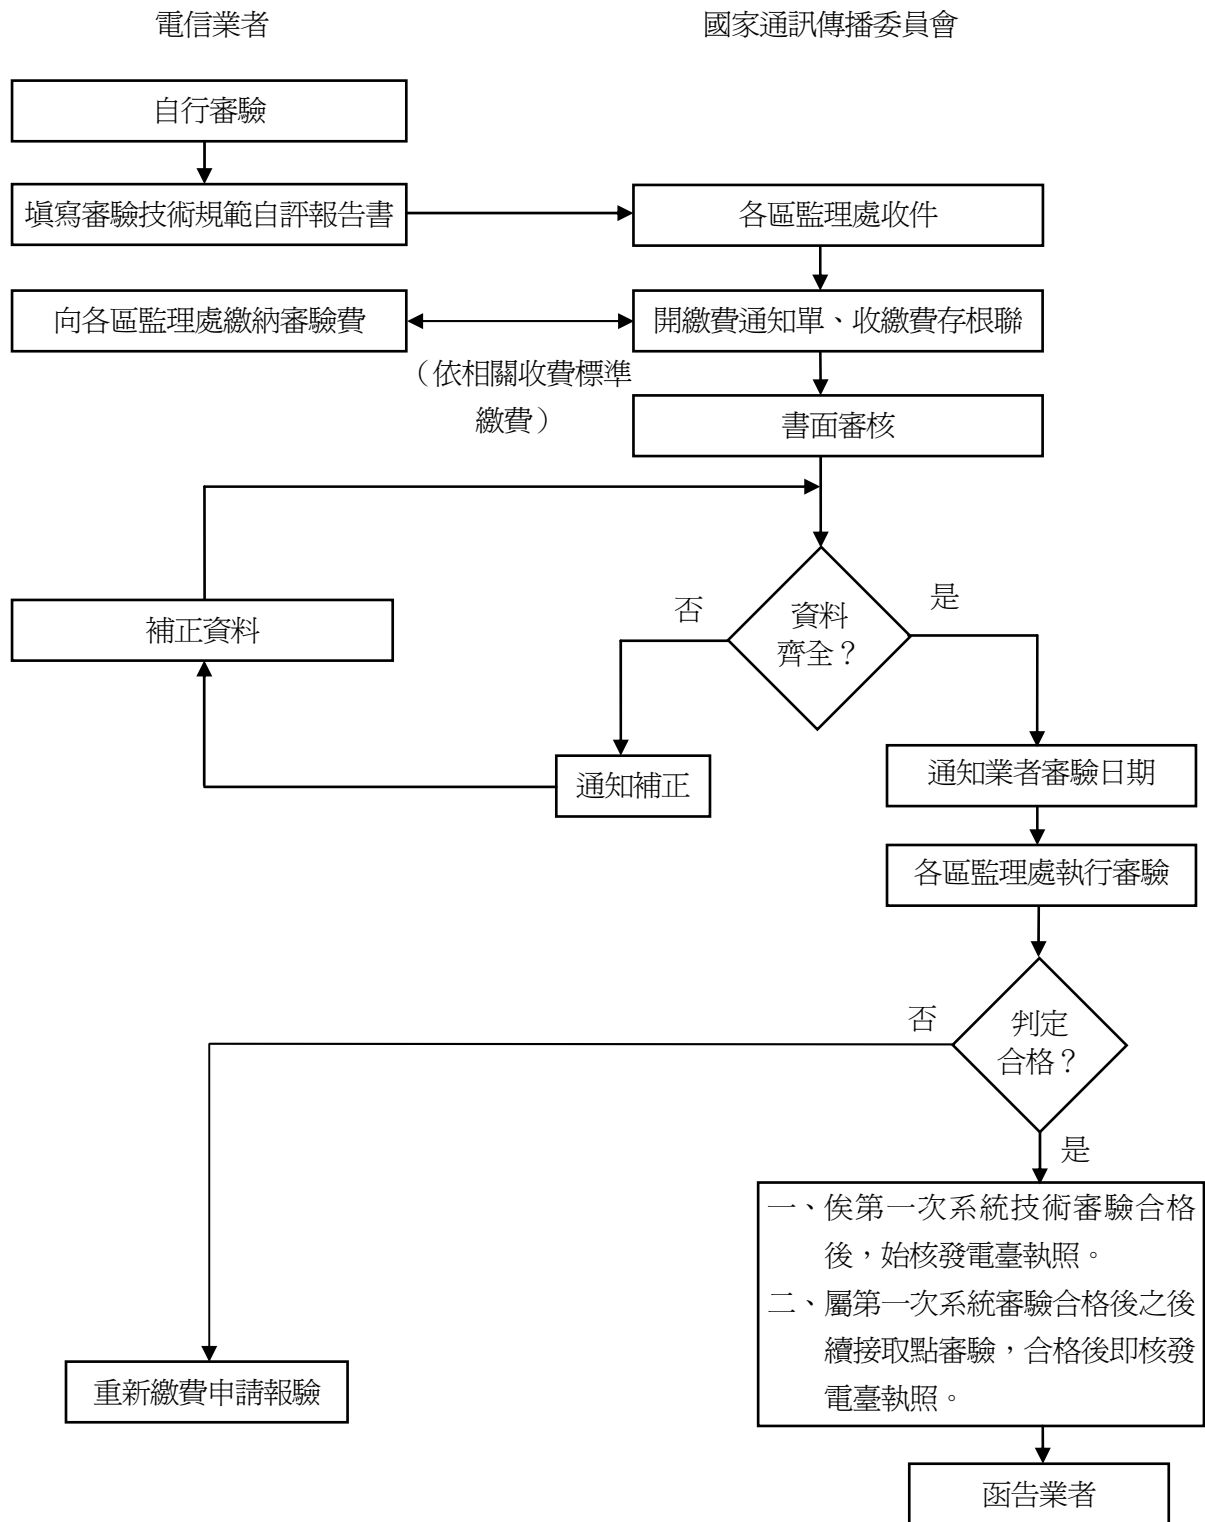 電信業者
國家通訊傳播委員會
自行審驗
填寫審驗技術規範自評報告書
各區監理處收件
向各區監理處繳納審驗費
開繳費通知單、收繳費存根聯
（依相關收費標準
繳費）
書面審核
補正資料
否
資料
齊全？
是
通知補正
通知業者審驗日期
各區監理處執行審驗
否
判定
合格？
是
一、俟第一次系統技術審驗合格
後，始核發電臺執照。
二、屬第一次系統審驗合格後之後
續接取點審驗，合格後即核發
電臺執照。
重新繳費申請報驗
函告業者